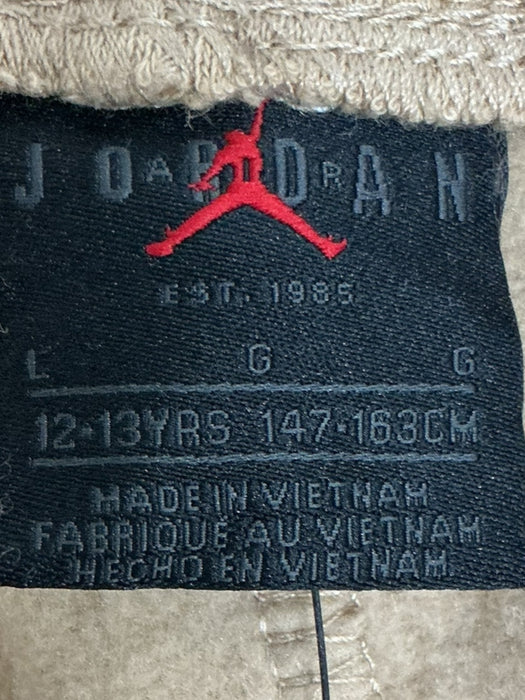 JORDAN
AIR
EST. 1985
L G G
12-13YRS 147-163CM
MADE IN VIETNAM
FABRIQUE AU VIETNAM
HECHO EN VIETNAM